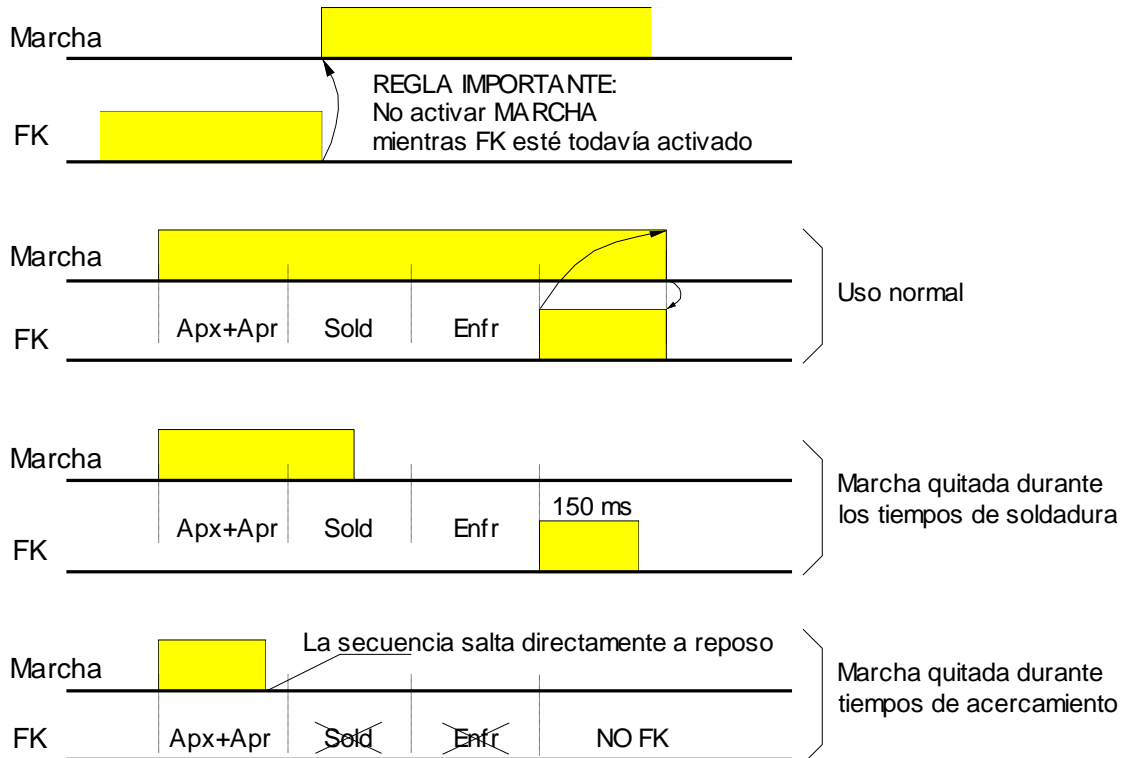 Marcha
REGLA IMPORTANTE:
No activar MARCHA
mientras FK esté todavía activado
FK
Marcha
Uso normal
Apx+Apr Sold Enfr
FK
Marcha
Marcha quitada durante
los tiempos de soldadura
150 ms
Apx+Apr Sold Enfr
FK
La secuencia salta directamente a reposo
Marcha
Marcha quitada durante
tiempos de acercamiento
FK Apx+Apr Sold Enfr NO FK